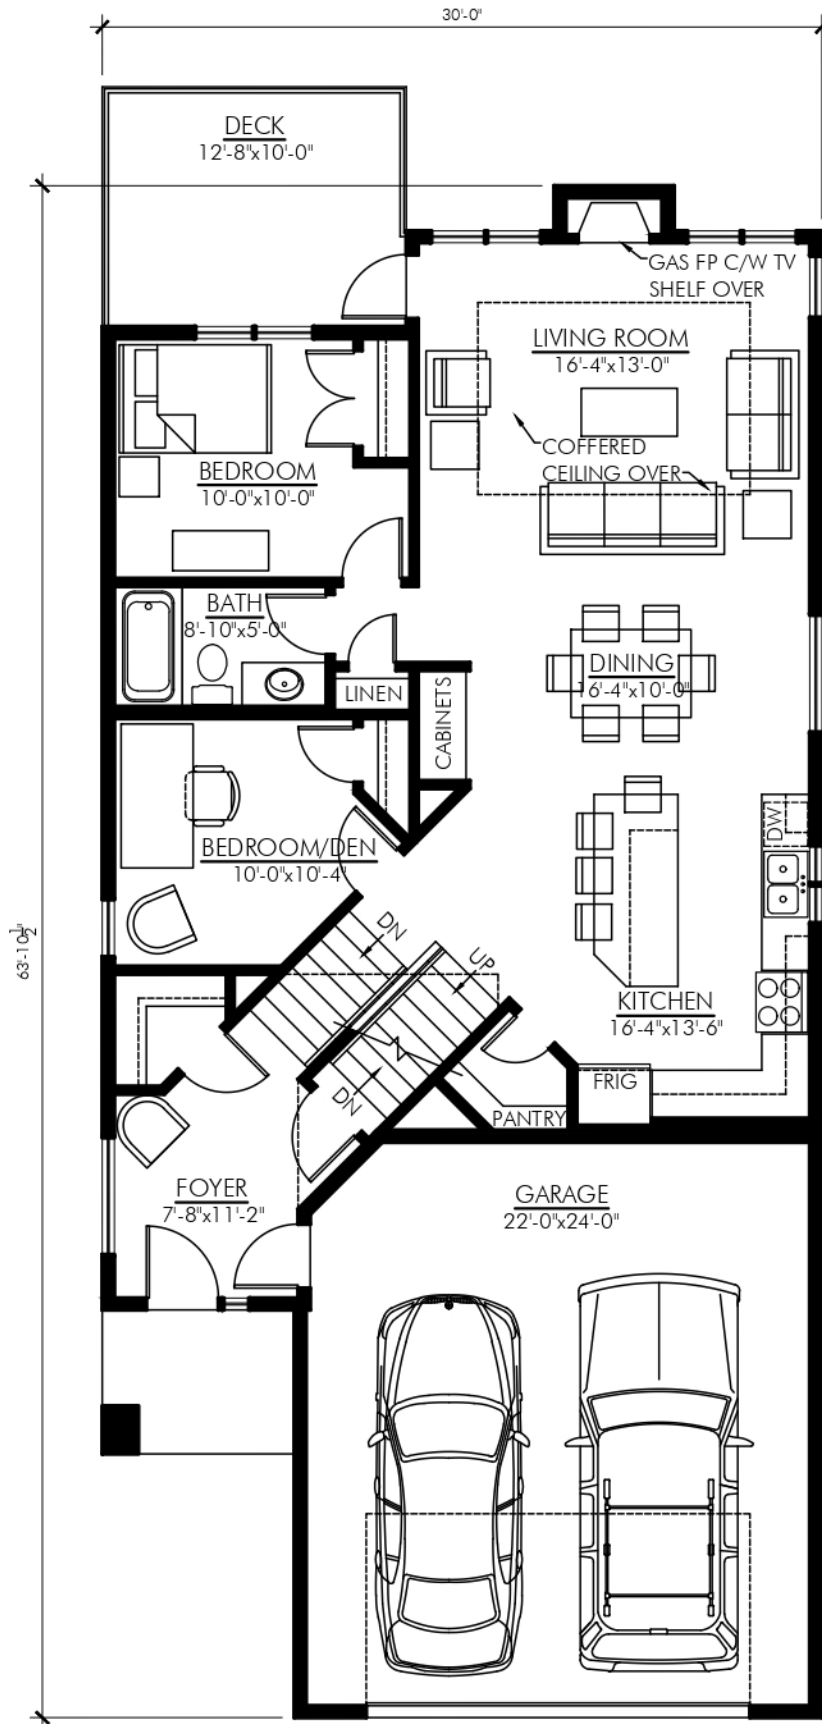 30'-0"
DECK
12'-8"x10'-0"
GAS FP C/W TV
SHELF OVER
LIVING ROOM
16'-4"x13'-0"
COFFERED
CEILING OVER
BEDROOM
10'-0"x10'-0"
BATH
8'-10"x5'-0"
LINEN
CABINETS
DINING
16'-4"x10'-0"
DW
BEDROOM/DEN
10'-0"x10'-4"
63'-10½"
DN
UP
KITCHEN
16'-4"x13'-6"
FRIG
DN
PANTRY
FOYER
7'-8"x11'-2"
GARAGE
22'-0"x24'-0"